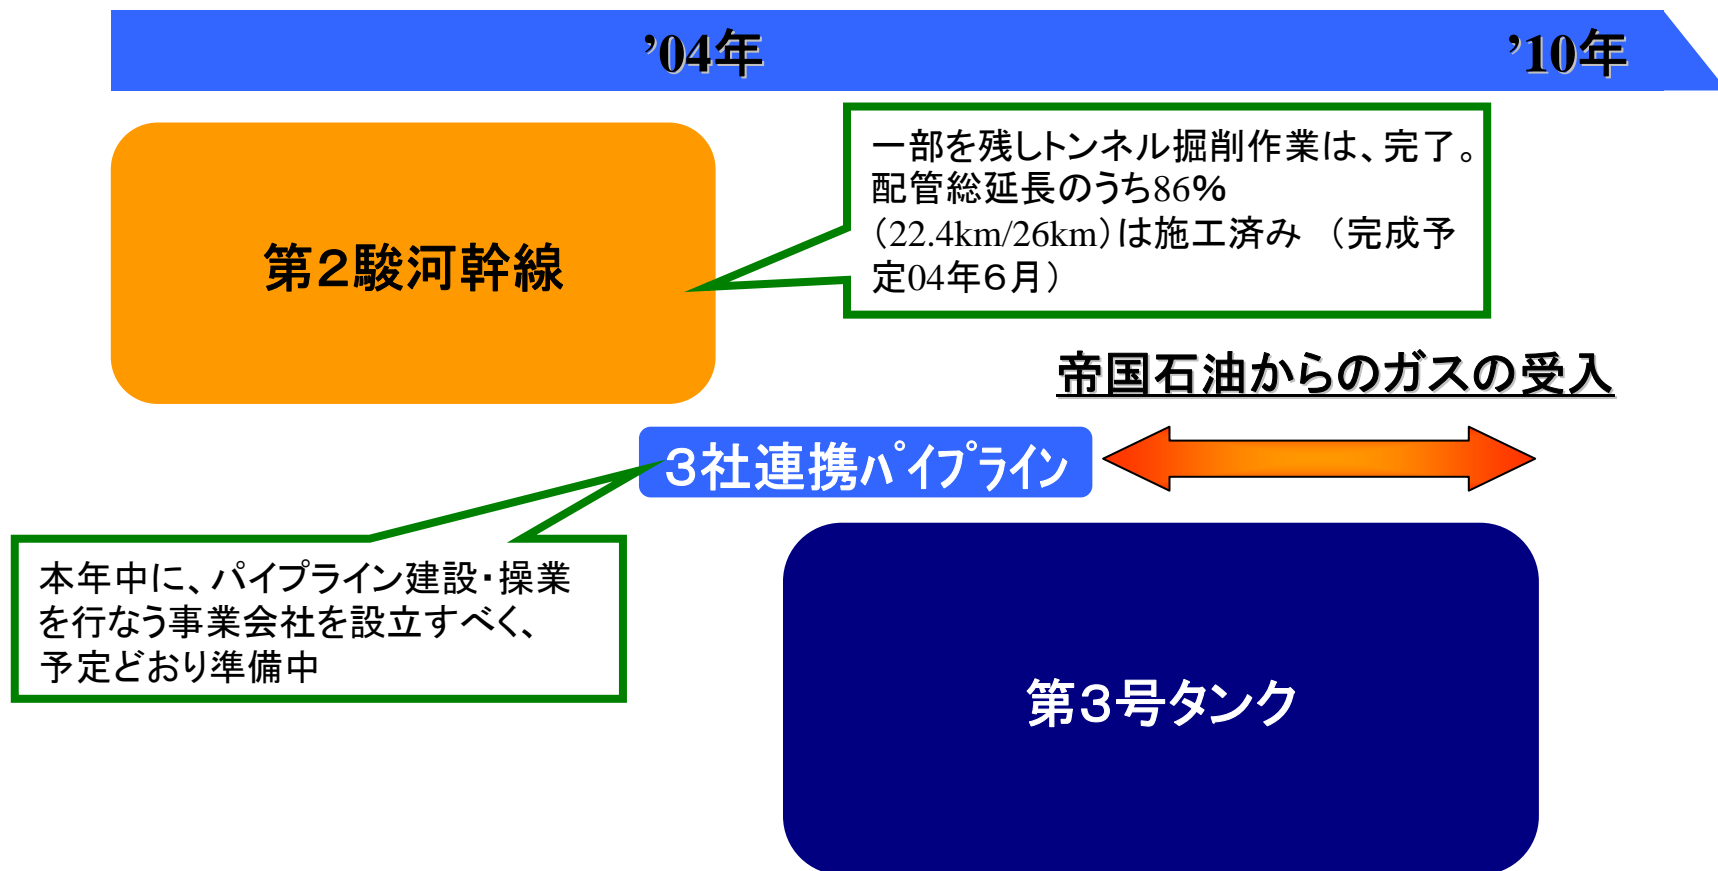 ’04年
’10年
一部を残しトンネル掘削作業は、完了。
配管総延長のうち86%
（22.4km/26km）は施工済み　（完成予
定04年６月）
第２駿河幹線
帝国石油からのガスの受入
３社連携ﾊﾟｲﾌﾟﾗｲﾝ
本年中に、パイプライン建設・操業
を行なう事業会社を設立すべく、
予定どおり準備中
第３号タンク